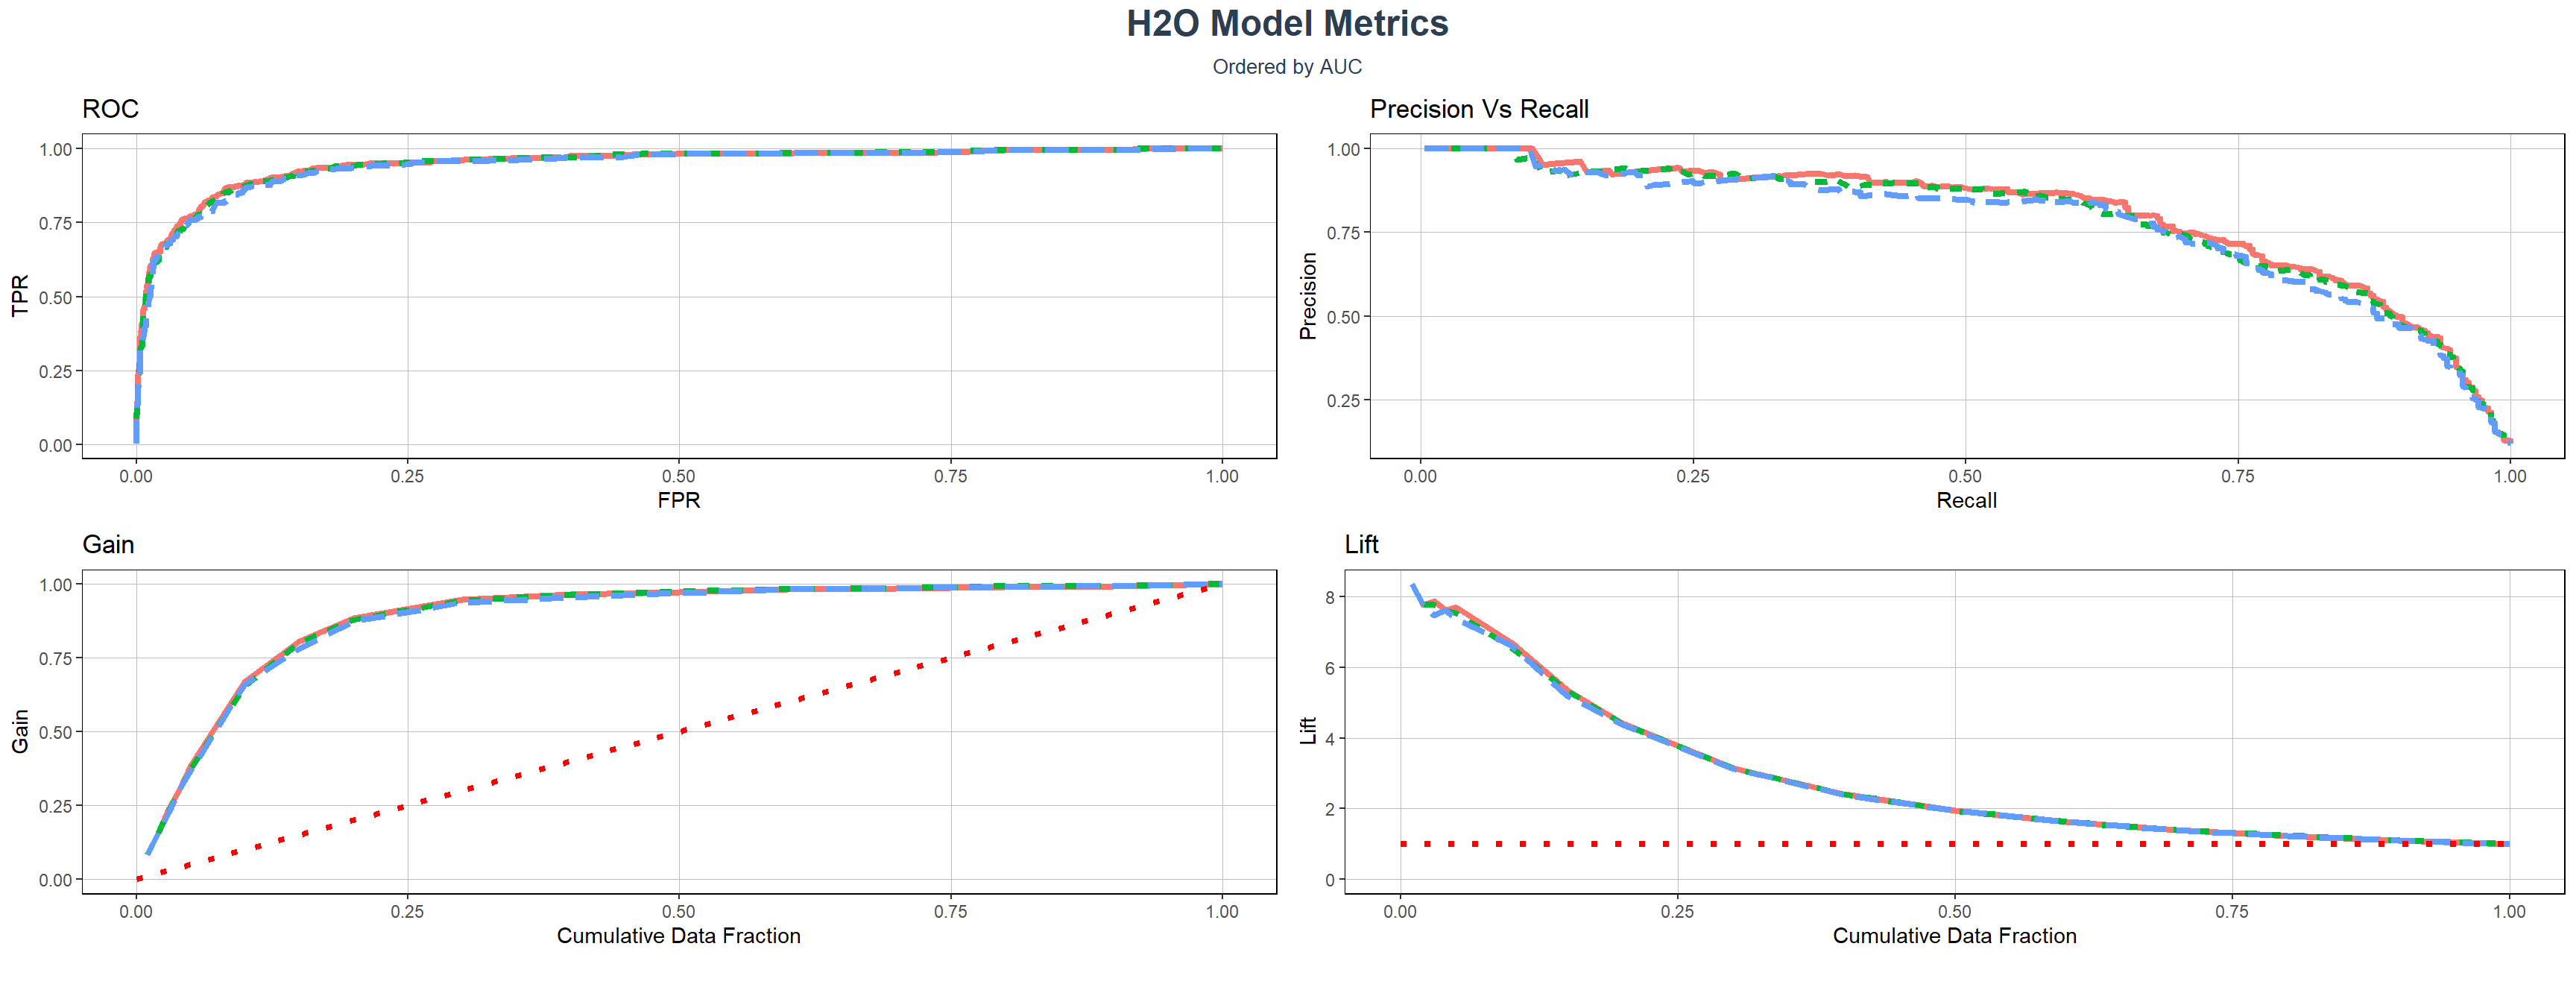 H2O Model Metrics
Ordered by AUC
ROC
1.00
0.75
0.50
0.25
0.00
TPR
0.00 0.25 0.50 0.75 1.00
FPR
Precision Vs Recall
1.00
0.75
0.50
0.25
Precision
0.00 0.25 0.50 0.75 1.00
Recall
Gain
1.00
0.75
0.50
0.25
0.00
Gain
0.00 0.25 0.50 0.75 1.00
Cumulative Data Fraction
Lift
8
6
4
2
0
Lift
0.00 0.25 0.50 0.75 1.00
Cumulative Data Fraction